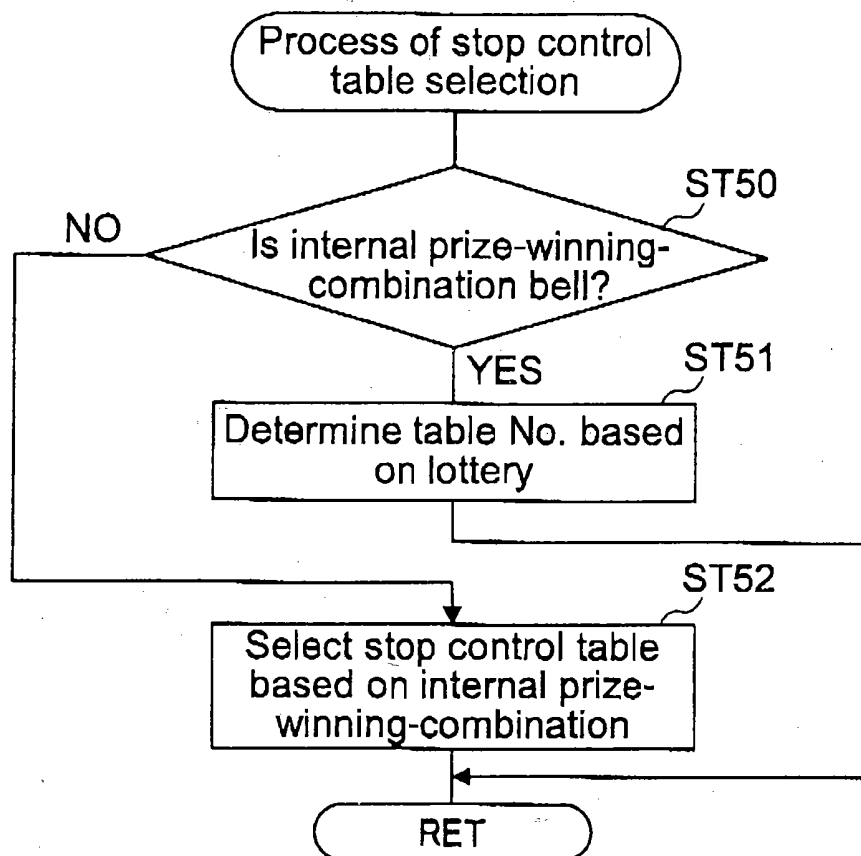 Process of stop control
table selection
ST50
NO
Is internal prize-winning-
combination bell?
YES
ST51
Determine table No. based
on lottery
ST52
Select stop control table
based on internal prize-
winning-combination
RET